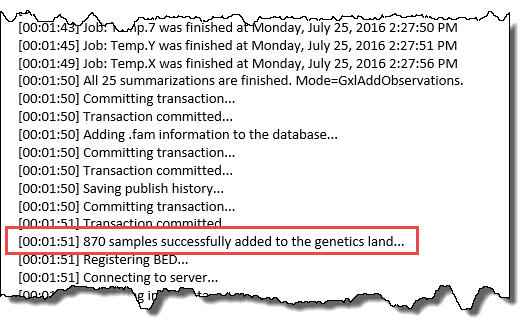 [00:01:43] Job: Temp.7 was finished at Monday, July 25, 2016 2:27:50 PM
[00:01:45] Job: Temp.Y was finished at Monday, July 25, 2016 2:27:51 PM
[00:01:49] Job: Temp.X was finished at Monday, July 25, 2016 2:27:56 PM
[00:01:50] All 25 summarizations are finished. Mode=GxlAddObservations.
[00:01:50] Committing transaction...
[00:01:50] Transaction committed...
[00:01:50] Adding .fam information to the database...
[00:01:50] Committing transaction...
[00:01:50] Transaction committed...
[00:01:50] Saving publish history...
[00:01:50] Committing transaction...
[00:01:51] Transaction committed
[00:01:51] 870 samples successfully added to the genetics land...
[00:01:51] Registering BED...
[00:01:51] Connecting to server...